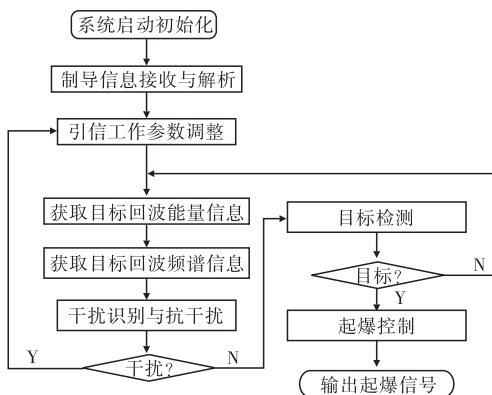 系统启动初始化
制导信息接收与解析
引信工作参数调整
获取目标回波能量信息
获取目标回波频谱信息
干扰识别与抗干扰
干扰?
Y
N
目标检测
目标?
N
Y
起爆控制
输出起爆信号